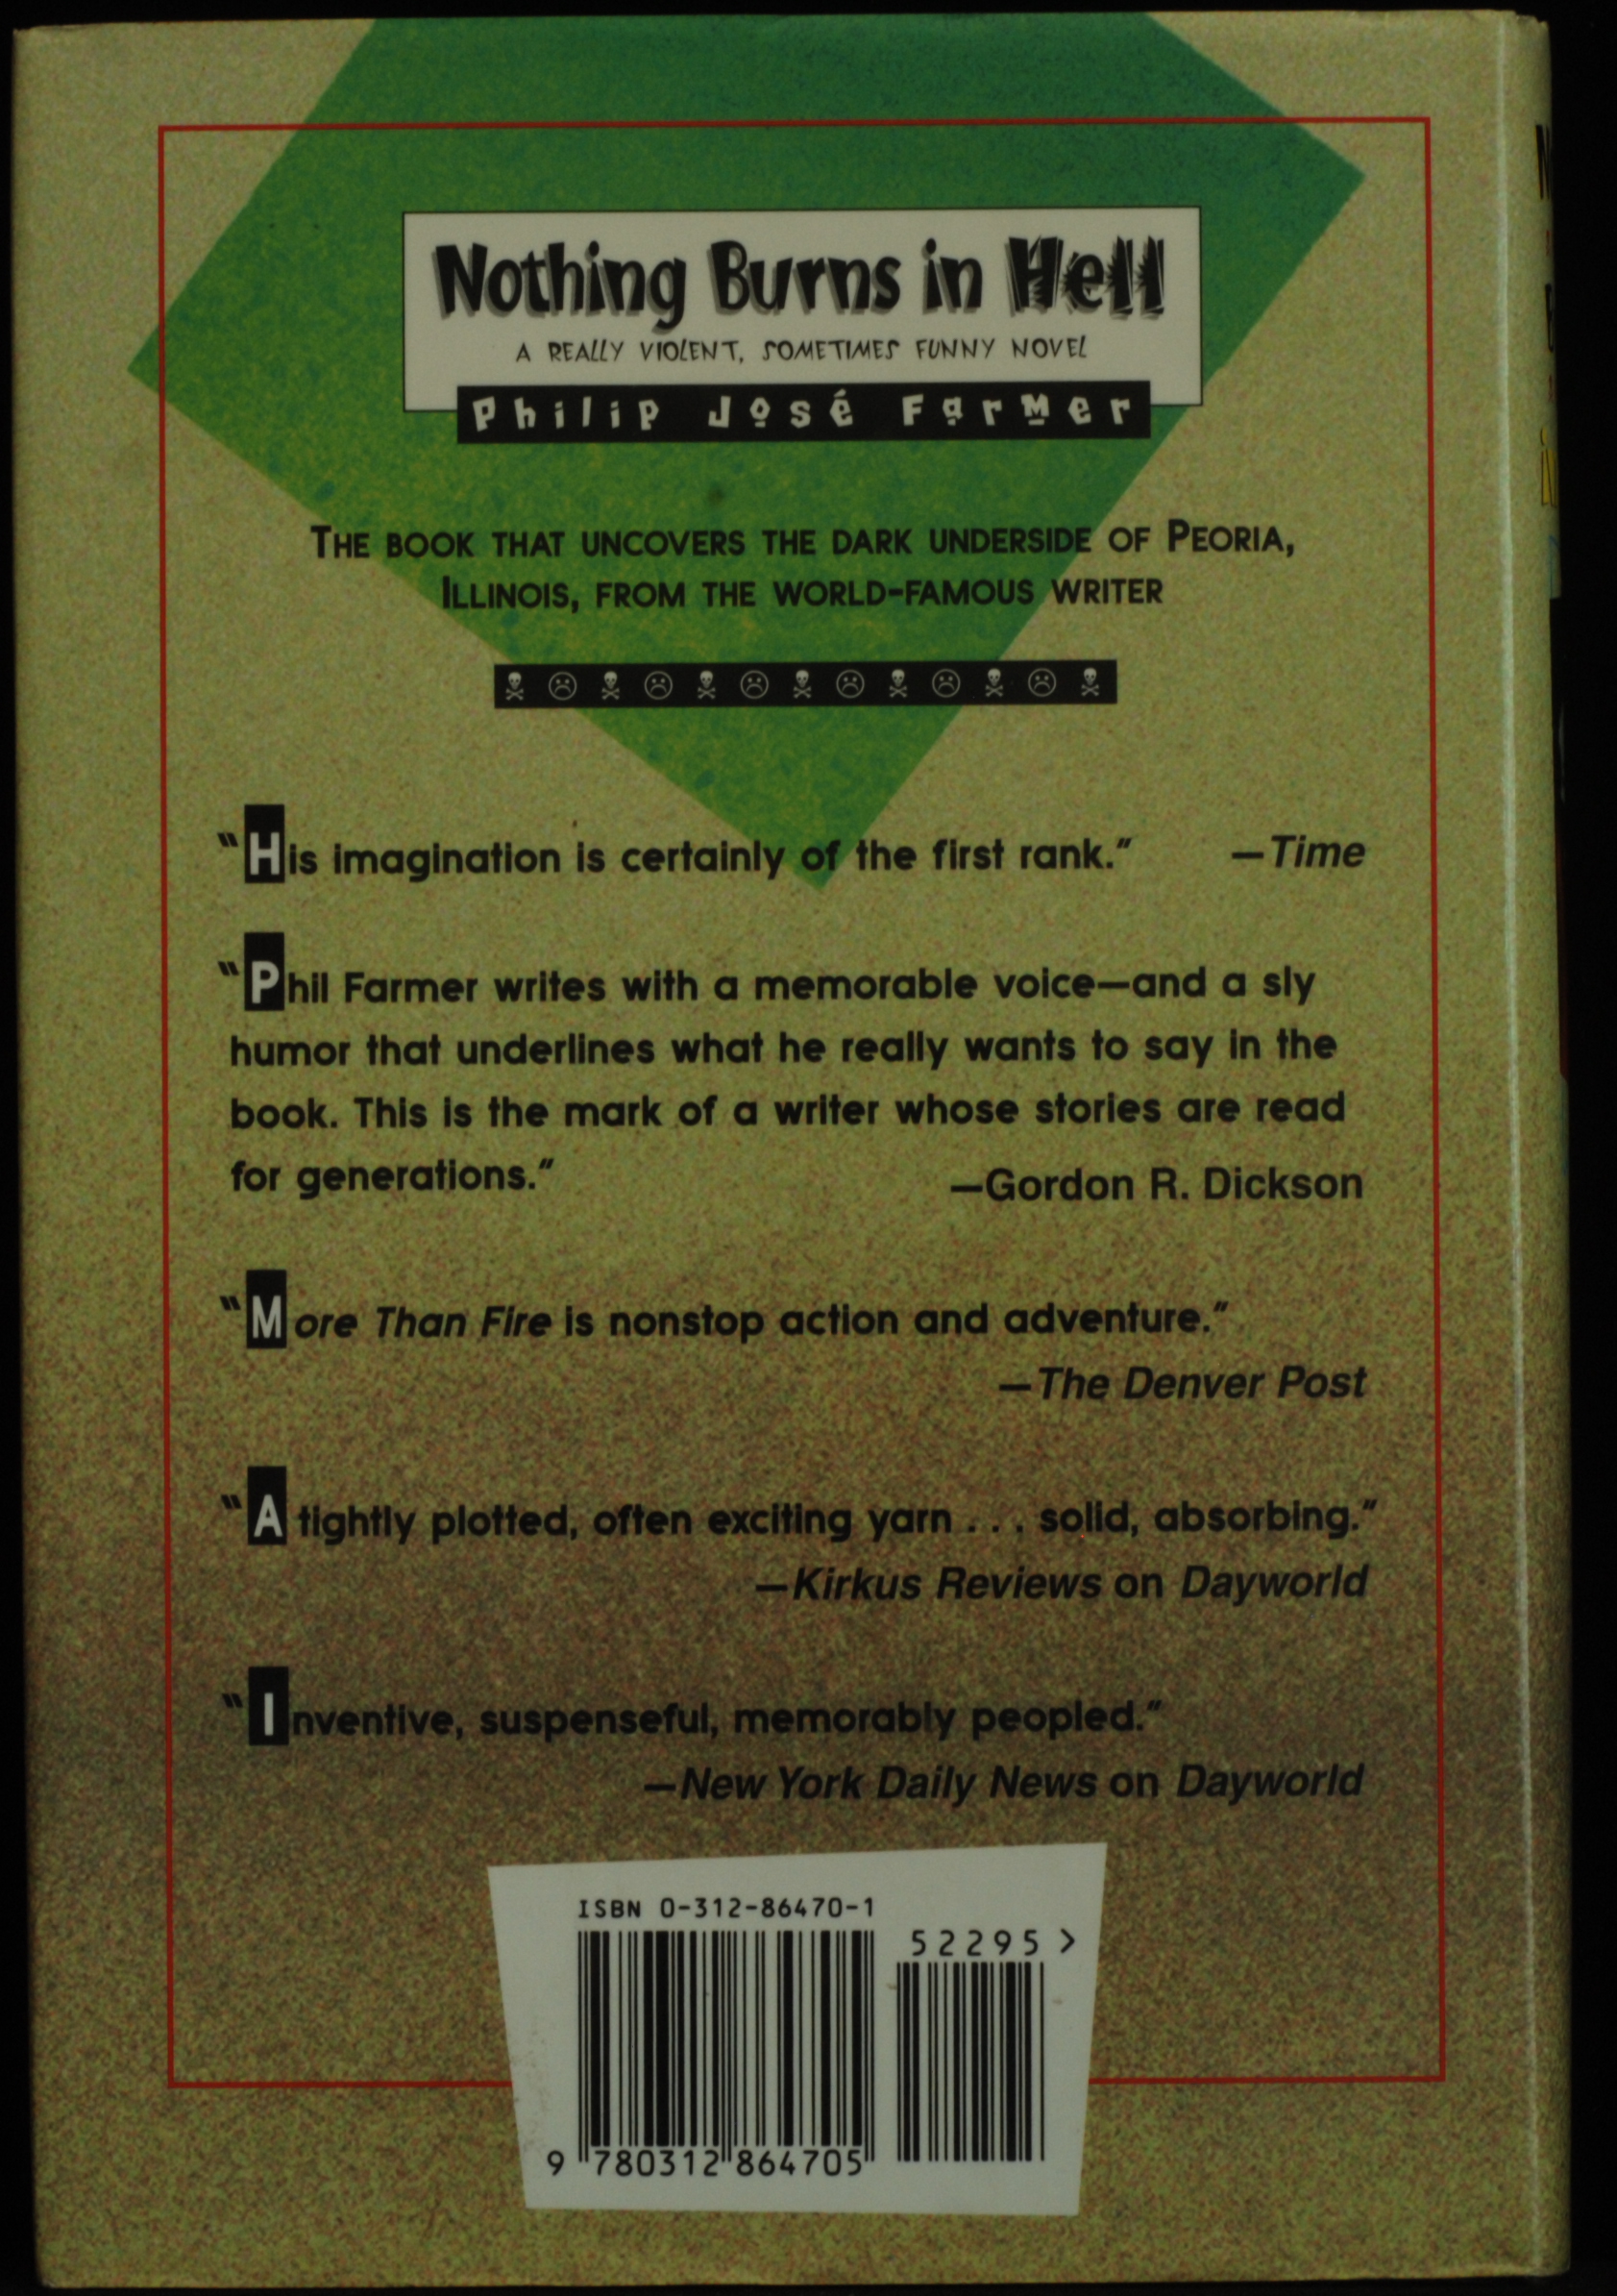 Nothing Burns in Hell
A REALLY VIOLENT, SOMETIMES FUNNY NOVEL
Philip José Farmer
THE BOOK THAT UNCOVERS THE DARK UNDERSIDE OF PEORIA,
ILLINOIS, FROM THE WORLD-FAMOUS WRITER
"His imagination is certainly of the first rank." —Time
"Phil Farmer writes with a memorable voice—and a sly
humor that underlines what he really wants to say in the
book. This is the mark of a writer whose stories are read
for generations." —Gordon R. Dickson
"More Than Fire is nonstop action and adventure."
—The Denver Post
"A tightly plotted, often exciting yarn . . . solid, absorbing."
—Kirkus Reviews on Dayworld
"Inventive, suspenseful, memorably peopled."
—New York Daily News on Dayworld
ISBN 0-312-86470-1
52295 >
9 780312 864705